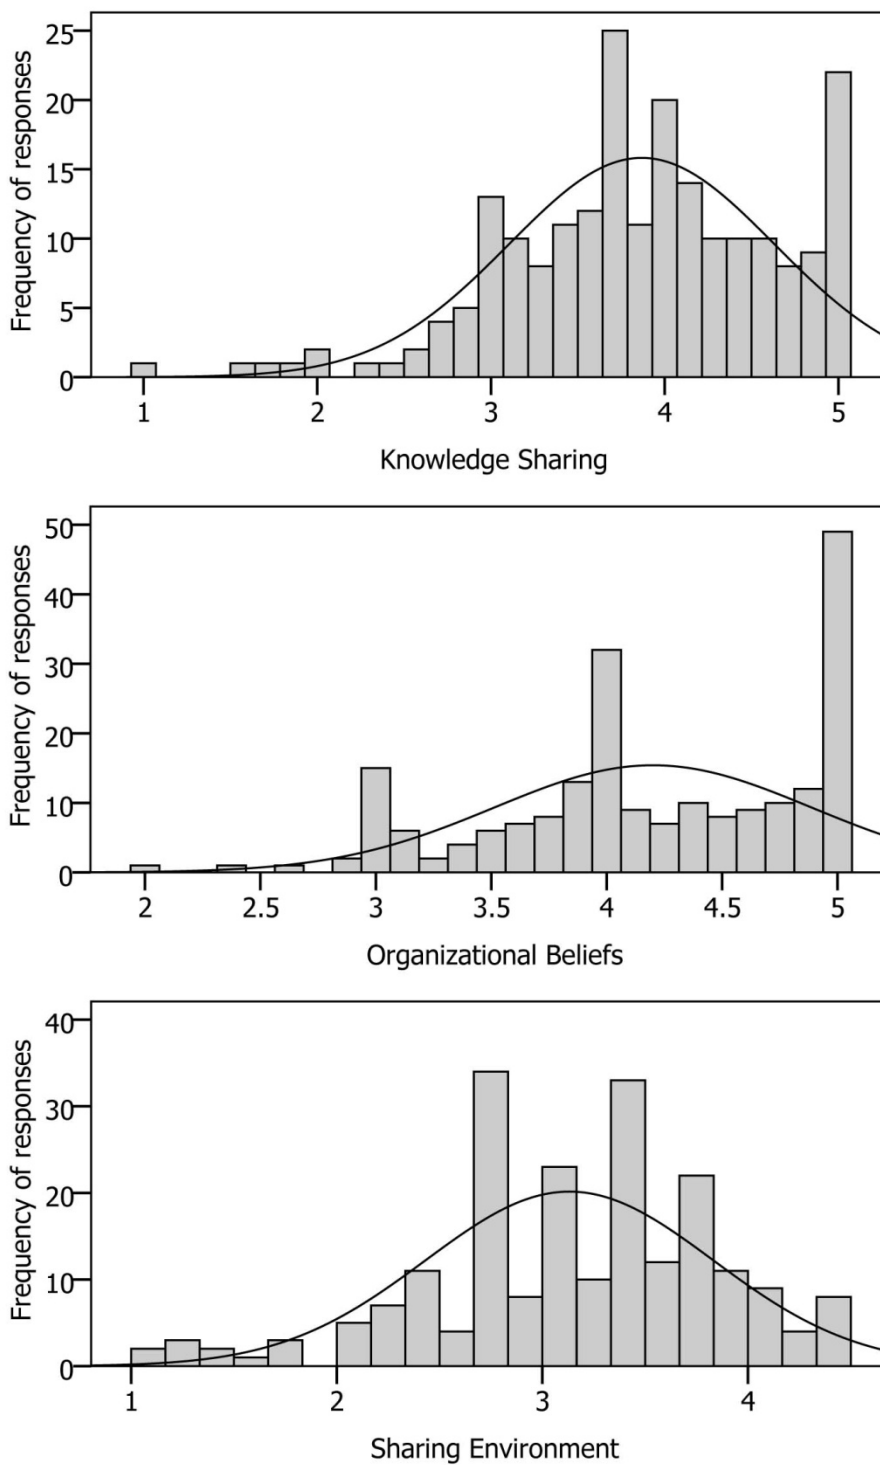 Frequency of responses
25
20
15
10
5
0
1 2 3 4 5
Knowledge Sharing
Frequency of responses
50
40
30
20
10
0
2 2.5 3 3.5 4 4.5 5
Organizational Beliefs
Frequency of responses
40
30
20
10
0
1 2 3 4
Sharing Environment